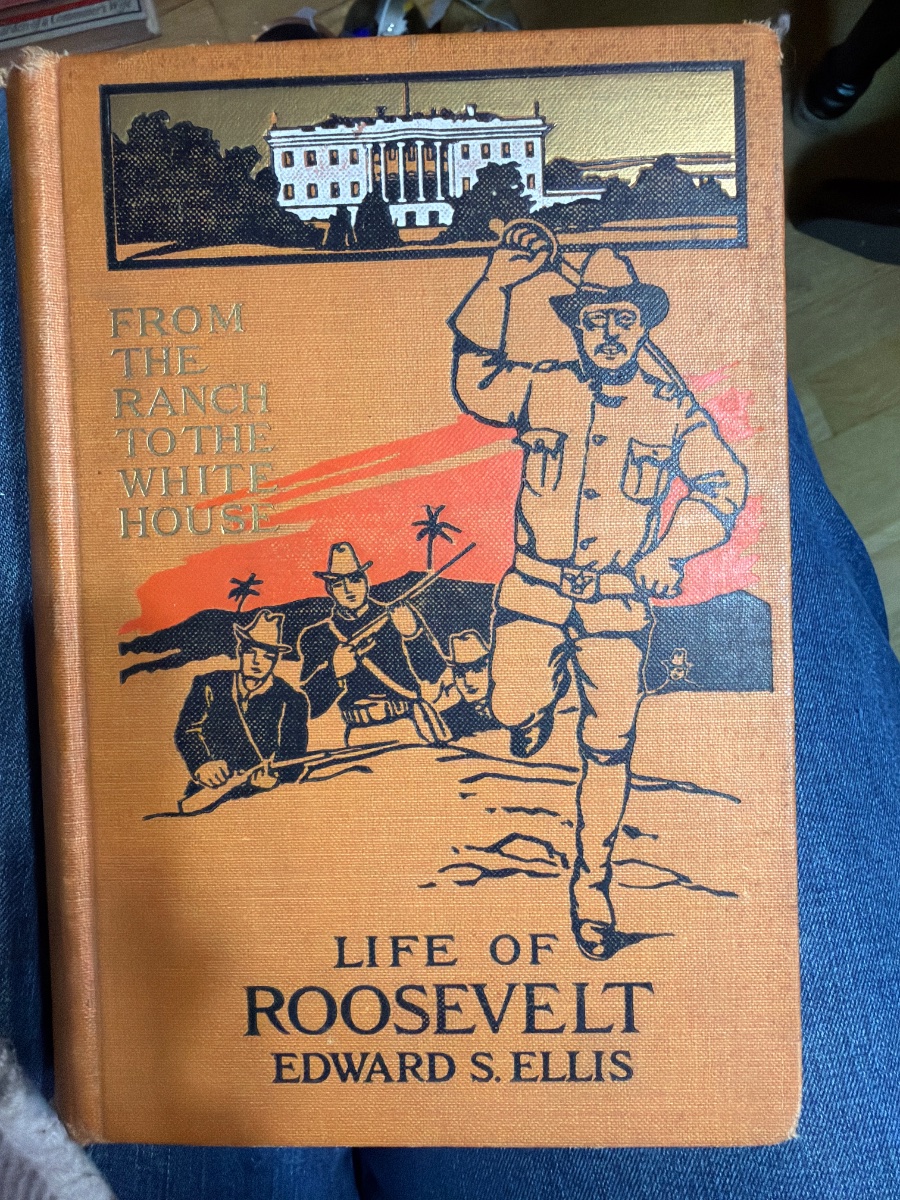 FROM
THE
RANCH
TO THE
WHITE
HOUSE
LIFE OF
ROOSEVELT
EDWARD S. ELLIS